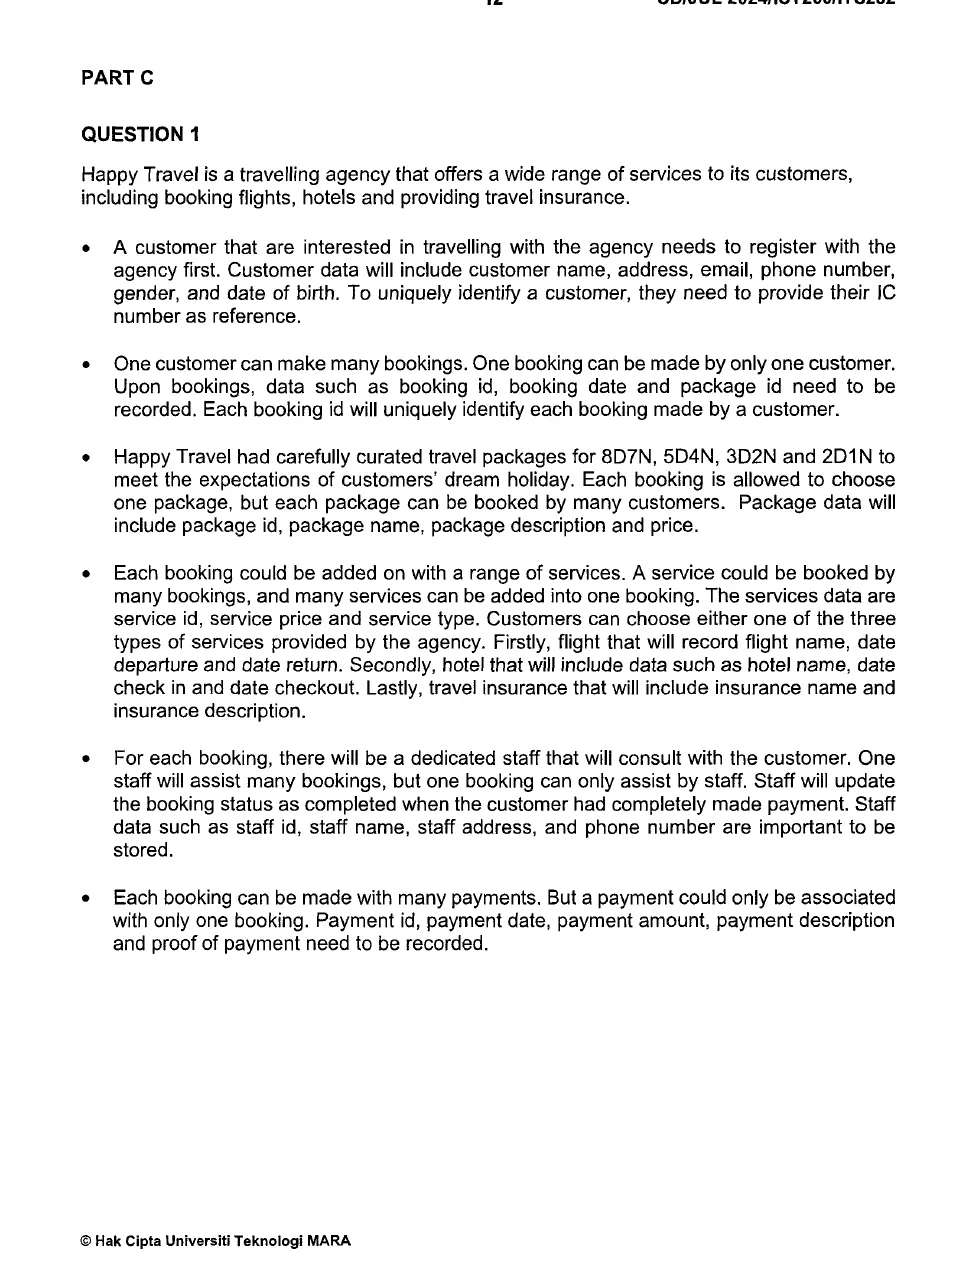 PART C
QUESTION 1
Happy Travel is a travelling agency that offers a wide range of services to its customers,
including booking flights, hotels and providing travel insurance.
• A customer that are interested in travelling with the agency needs to register with the
agency first. Customer data will include customer name, address, email, phone number,
gender, and date of birth. To uniquely identify a customer, they need to provide their IC
number as reference.
• One customer can make many bookings. One booking can be made by only one customer.
Upon bookings, data such as booking id, booking date and package id need to be
recorded. Each booking id will uniquely identify each booking made by a customer.
• Happy Travel had carefully curated travel packages for 8D7N, 5D4N, 3D2N and 2D1N to
meet the expectations of customers' dream holiday. Each booking is allowed to choose
one package, but each package can be booked by many customers. Package data will
include package id, package name, package description and price.
• Each booking could be added on with a range of services. A service could be booked by
many bookings, and many services can be added into one booking. The services data are
service id, service price and service type. Customers can choose either one of the three
types of services provided by the agency. Firstly, flight that will record flight name, date
departure and date return. Secondly, hotel that will include data such as hotel name, date
check in and date checkout. Lastly, travel insurance that will include insurance name and
insurance description.
• For each booking, there will be a dedicated staff that will consult with the customer. One
staff will assist many bookings, but one booking can only assist by staff. Staff will update
the booking status as completed when the customer had completely made payment. Staff
data such as staff id, staff name, staff address, and phone number are important to be
stored.
• Each booking can be made with many payments. But a payment could only be associated
with only one booking. Payment id, payment date, payment amount, payment description
and proof of payment need to be recorded.
© Hak Cipta Universiti Teknologi MARA